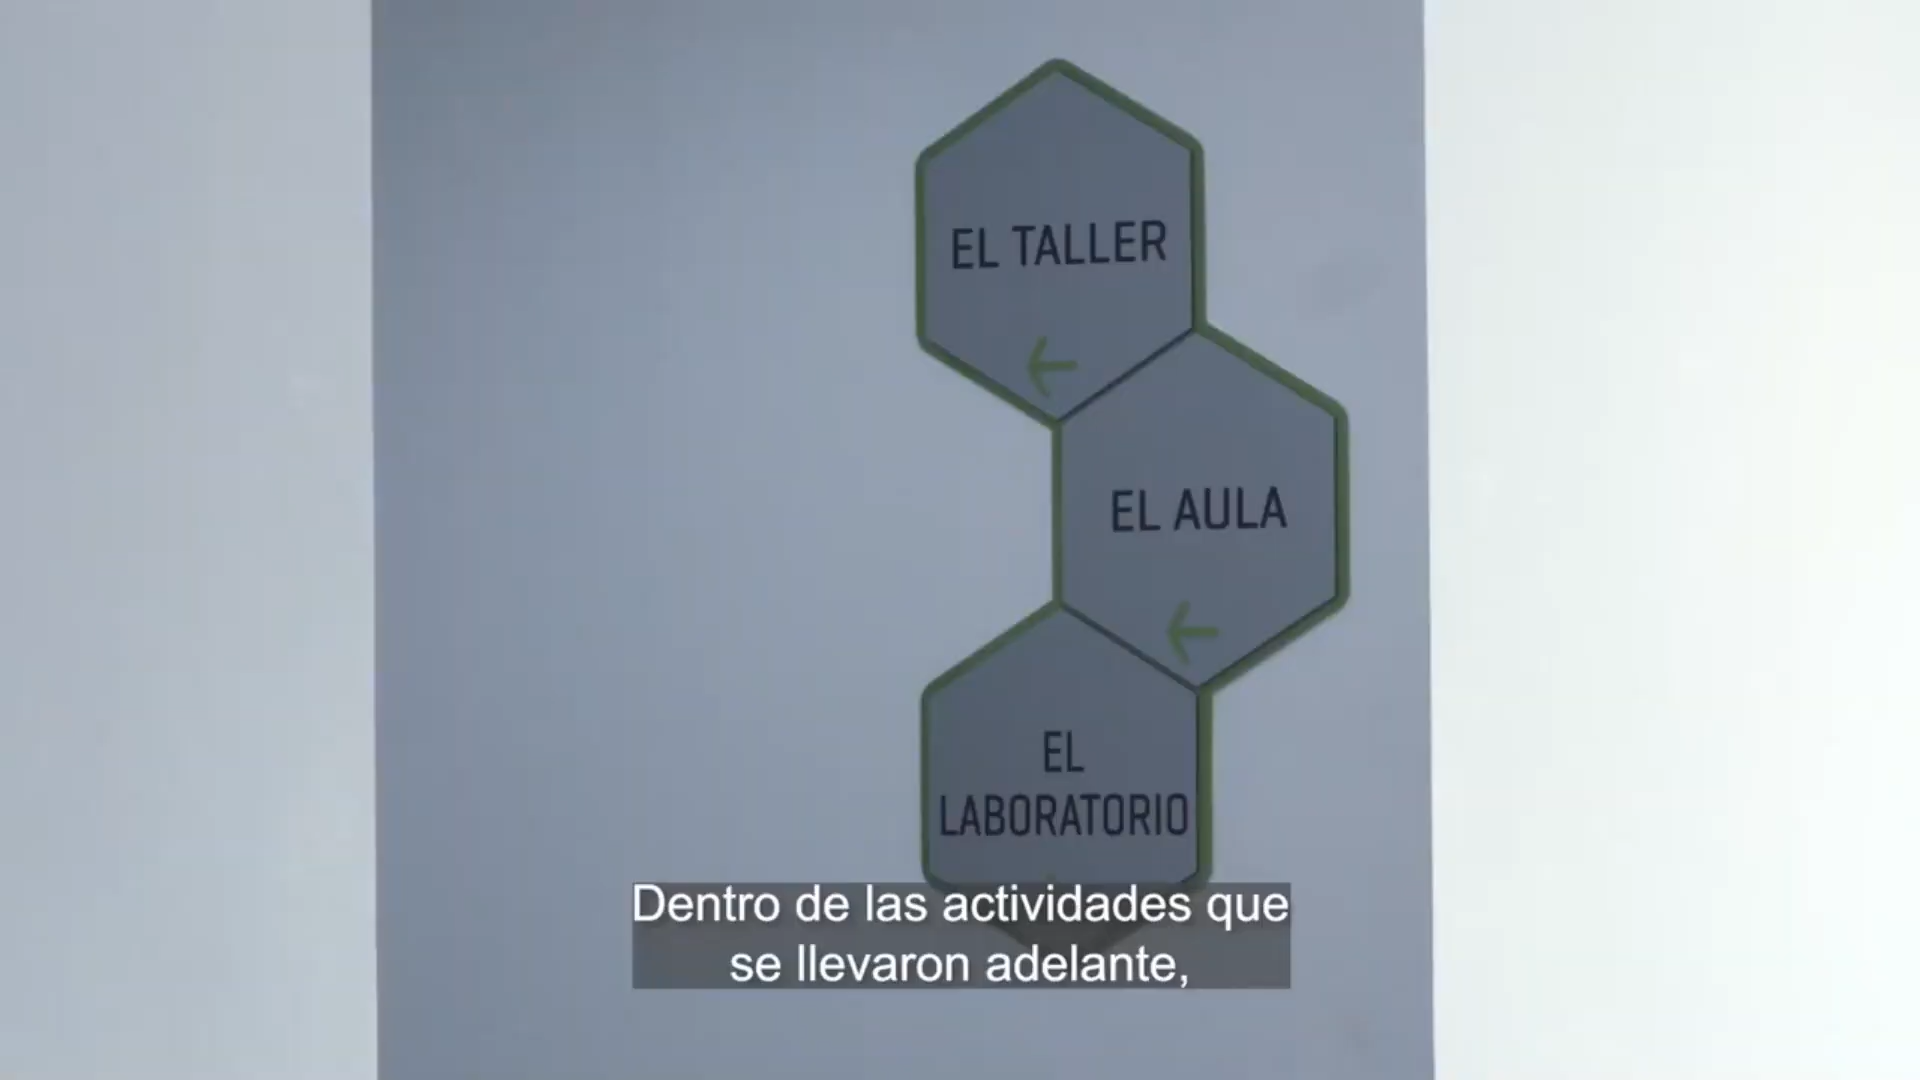 EL TALLER
EL AULA
EL
LABORATORIO
Dentro de las actividades que
se llevaron adelante,